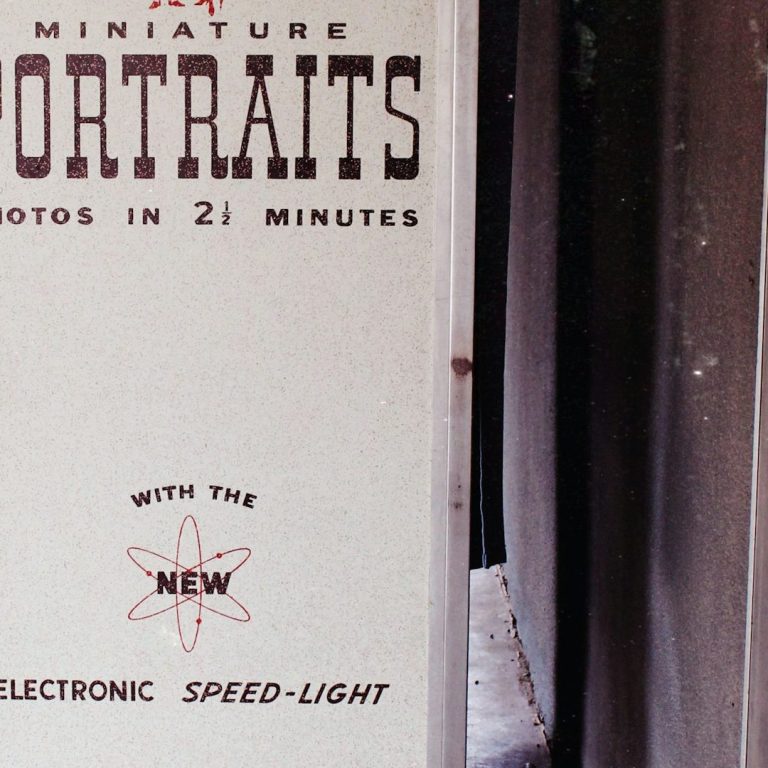 MINIATURE
PORTRAITS
HOTOS IN 2½ MINUTES
WITH THE
NEW
ELECTRONIC SPEED-LIGHT